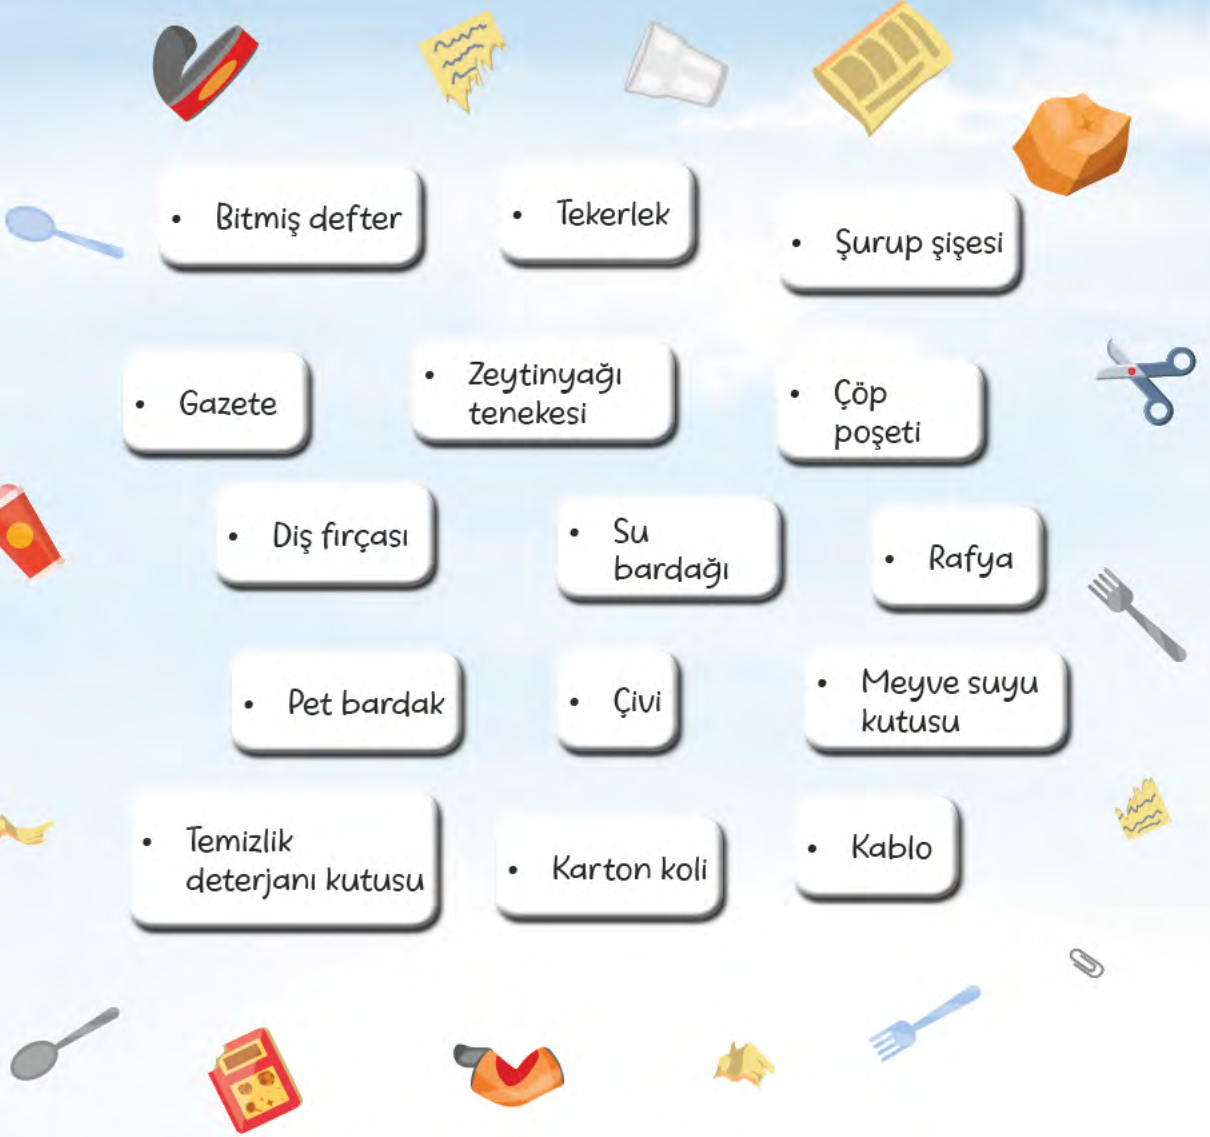 • Bitmiş defter
• Tekerlek
• Şurup şişesi
• Gazete
• Zeytinyağı
tenekesi
• Çöp
poşeti
• Diş fırçası
• Su
bardağı
• Rafya
• Pet bardak
• Çivi
• Meyve suyu
kutusu
• Temizlik
deterjanı kutusu
• Karton koli
• Kablo